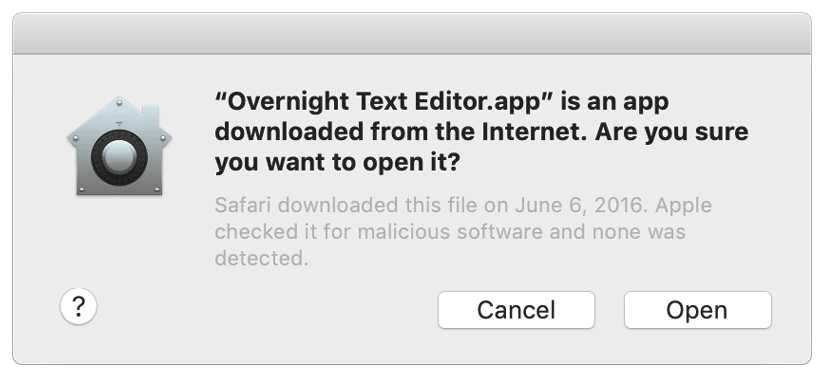 “Overnight Text Editor.app” is an app
downloaded from the Internet. Are you sure
you want to open it?
Safari downloaded this file on June 6, 2016. Apple
checked it for malicious software and none was
detected.
? Cancel Open